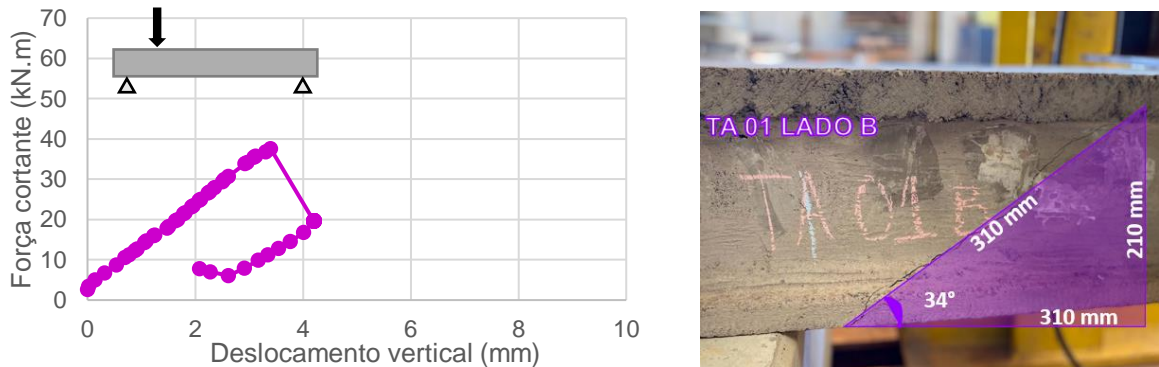 Força cortante (kN.m)
70
60
50
40
30
20
10
0
0 2 4 6 8 10
Deslocamento vertical (mm)
TA 01 LADO B
TA01B
310 mm
210 mm
34°
310 mm